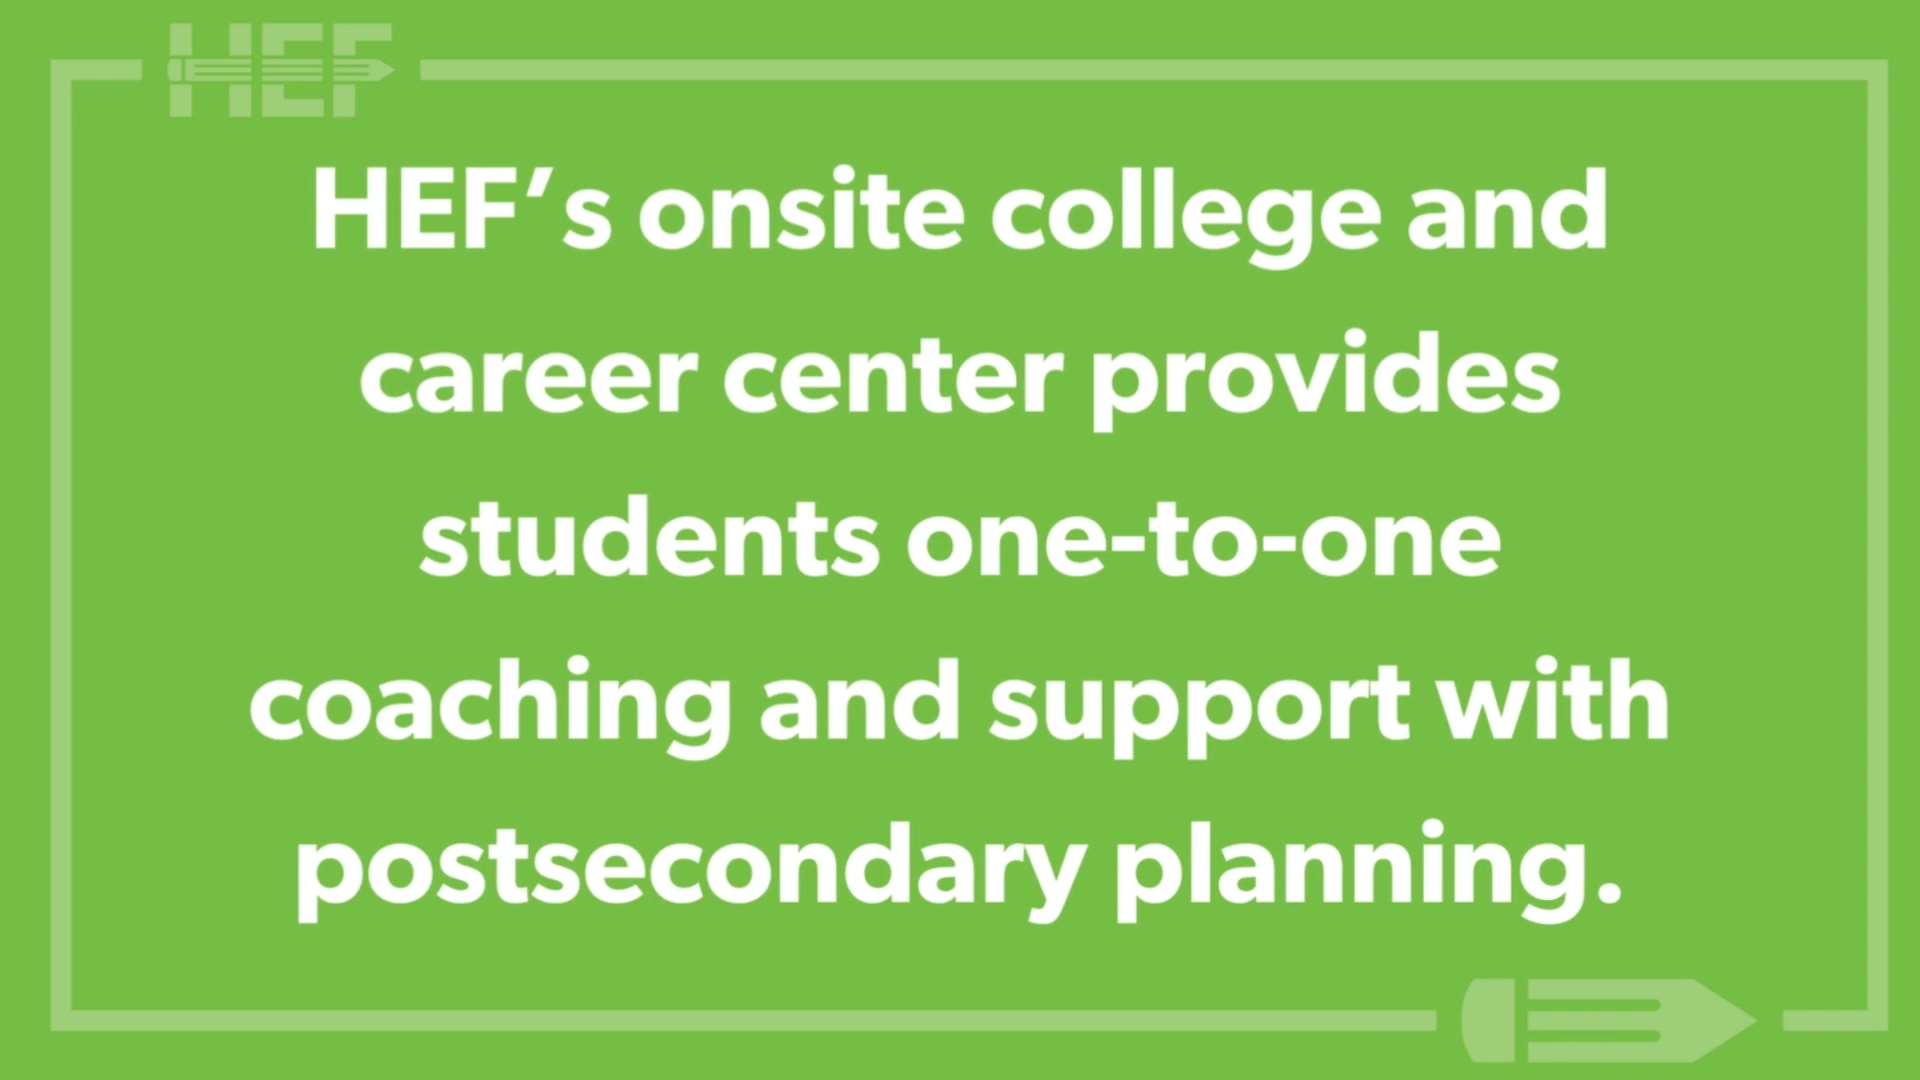 HEF
HEF’s onsite college and
career center provides
students one-to-one
coaching and support with
postsecondary planning.